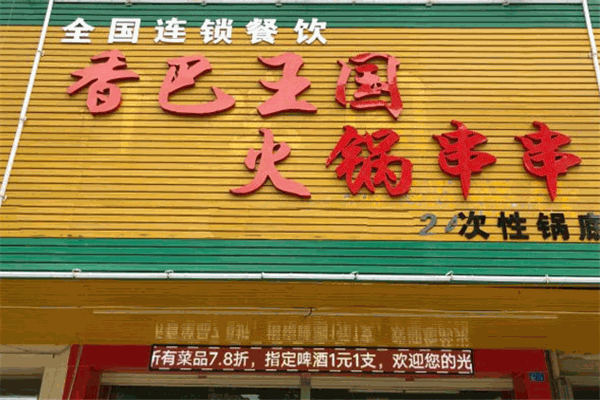 全国连锁餐饮
香巴王国
火锅串串
次性锅底
所有菜品7.8折，指定啤酒1元1支，欢迎您的光